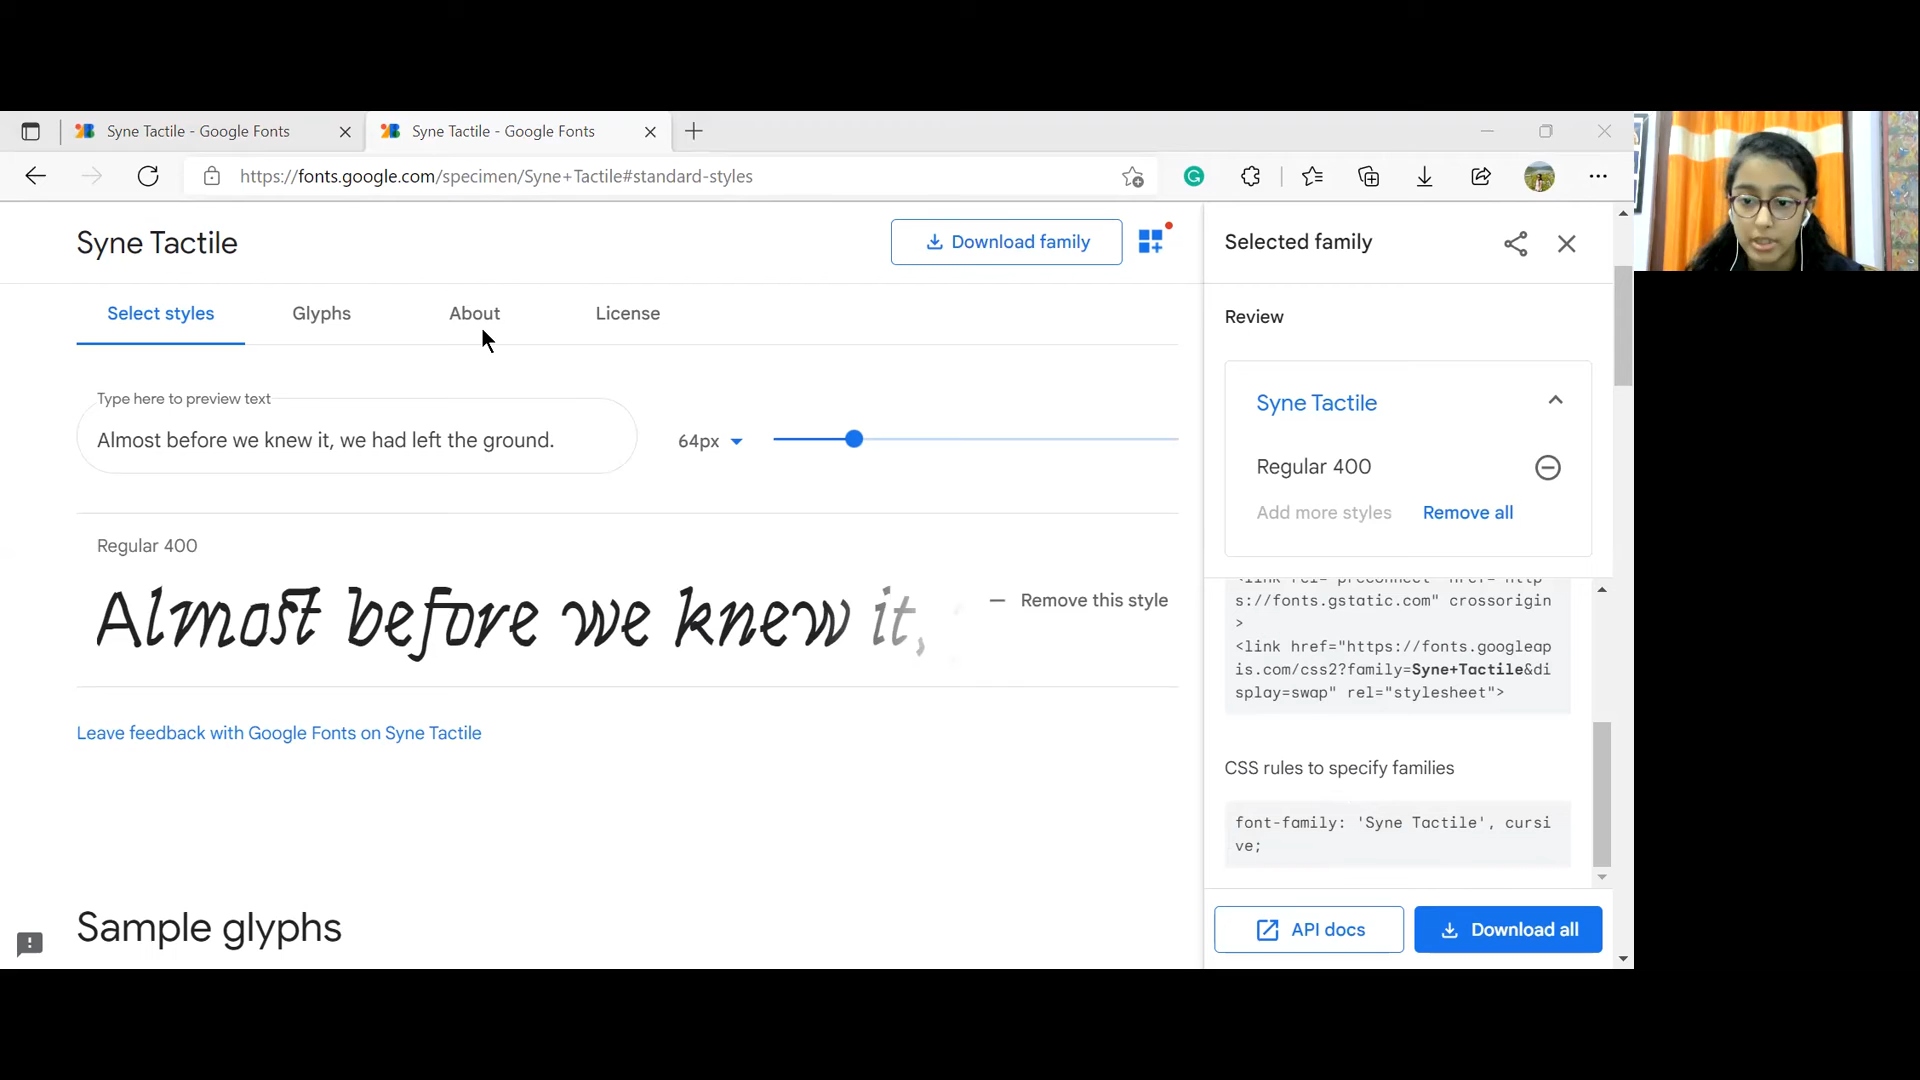 Syne Tactile - Google Fonts
Syne Tactile - Google Fonts
https://fonts.google.com/specimen/Syne+Tactile#standard-styles
Syne Tactile
Download family
Selected family
Select styles
Glyphs
About
License
Review
Type here to preview text
Almost before we knew it, we had left the ground.
64px
Syne Tactile
Regular 400
Add more styles
Remove all
Regular 400
Almost before we knew it,
Remove this style
s://fonts.gstatic.com" crossorigin
>
<link href="https://fonts.googleap
is.com/css2?family=Syne+Tactile&di
splay=swap" rel="stylesheet">
Leave feedback with Google Fonts on Syne Tactile
CSS rules to specify families
font-family: 'Syne Tactile', cursi
ve;
Sample glyphs
API docs
Download all